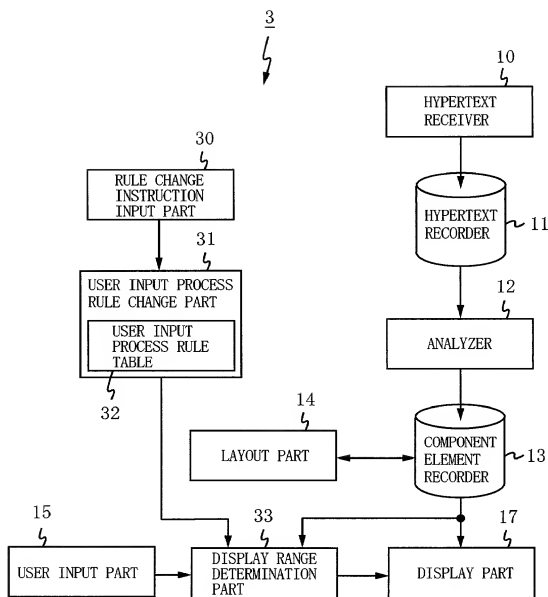 3
10
HYPERTEXT
RECEIVER
30
RULE CHANGE
INSTRUCTION
INPUT PART
HYPERTEXT
RECORDER
11
31
USER INPUT PROCESS
RULE CHANGE PART
USER INPUT
PROCESS RULE
TABLE
32
12
ANALYZER
14
LAYOUT PART
COMPONENT
ELEMENT
RECORDER
13
15
USER INPUT PART
33
DISPLAY RANGE
DETERMINATION
PART
17
DISPLAY PART